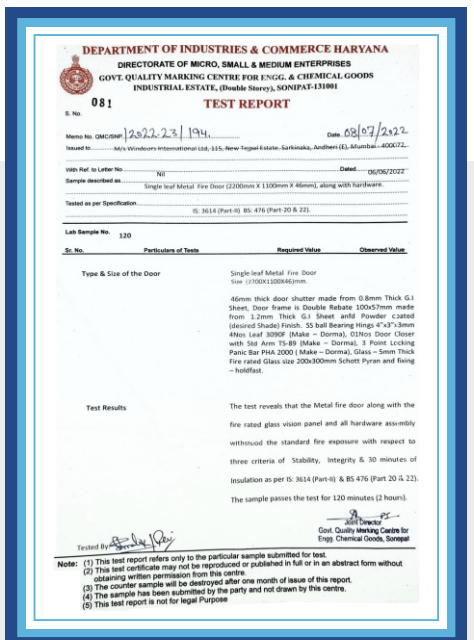 DEPARTMENT OF INDUSTRIES & COMMERCE HARYANA
DIRECTORATE OF MICRO, SMALL & MEDIUM ENTERPRISES
GOVT. QUALITY MARKING CENTRE FOR ENGG. & CHEMICAL GOODS
INDUSTRIAL ESTATE, (Double Storey), SONIPAT-131001
081
TEST REPORT
S. No.
Memo No. QMC/SNP. 2022-23/194. Date 08/07/2022
Issued to M/s Windoors International Ltd, 115, New Tejpal Estate. Sarkinaka, Andheri (E), Mumbai - 400072.
With Ref. to Letter No Nil Dated 06/06/2022
Sample described as Single leaf Metal Fire Door (2200mm X 1100mm X 46mm), along with hardware.
Tested as per Specification IS: 3614 (Part-II) BS: 476 (Part-20 & 22).
Lab Sample No. 120
Sr. No. Particulars of Tests Required Value Observed Value
Type & Size of the Door Single leaf Metal Fire Door
Size (2200X1100X46)mm.
46mm thick door shutter made from 0.8mm Thick G.I
Sheet, Door frame is Double Rebate 100x57mm made
from 1.2mm Thick G.I Sheet anfd Powder coated
(desired Shade) Finish. SS ball Bearing Hings 4"x3"x3mm
4Nos Leaf 3090F (Make – Dorma), 01Nos Door Closer
with Std Arm TS-89 (Make – Dorma), 3 Point Locking
Panic Bar PHA 2000 ( Make – Dorma), Glass – 5mm Thick
Fire rated Glass size 200x300mm Schott Pyran and fixing
– holdfast.
Test Results The test reveals that the Metal fire door along with the
fire rated glass vision panel and all hardware assembly
withstood the standard fire exposure with respect to
three criteria of Stability, Integrity & 30 minutes of
Insulation as per IS: 3614 (Part-II) & BS 476 (Part 20 & 22).
The sample passes the test for 120 minutes (2 hours).
Joint Director
Govt. Quality Marking Centre for
Engg. Chemical Goods, Sonepat
Tested By
Note: (1) This test report refers only to the particular sample submitted for test.
(2) This test certificate may not be reproduced or published in full or in an abstract form without
obtaining written permission from this centre.
(3) The counter sample will be destroyed after one month of issue of this report.
(4) The sample has been submitted by the party and not drawn by this centre.
(5) This test report is not for legal Purpose